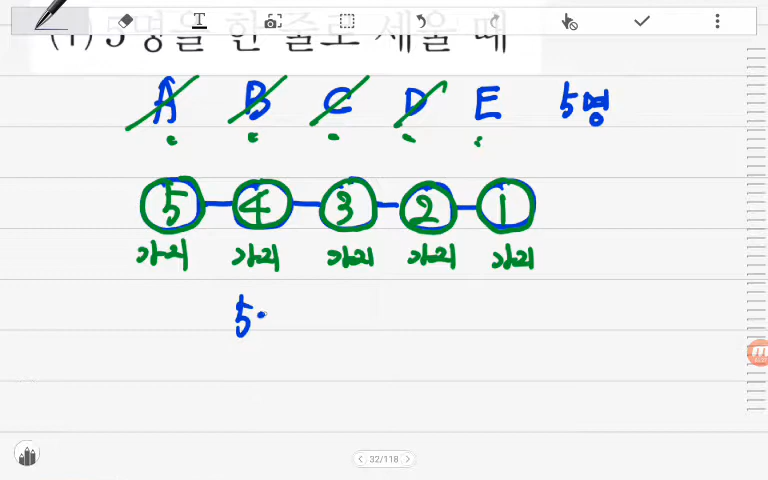 (1) 5명을 한 줄로 세울 때
A B C D E 5명
5 4 3 2 1
가지 가지 가지 가지 가지
5·
32/118